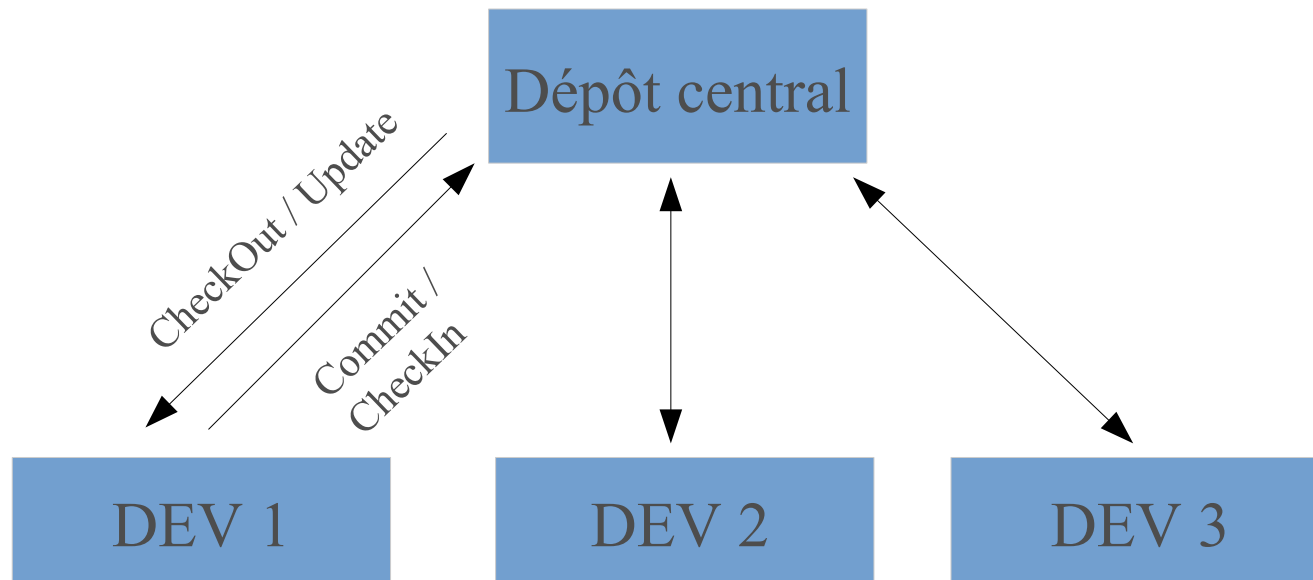 Dépôt central
CheckOut / Update
Commit /
CheckIn
DEV 1
DEV 2
DEV 3